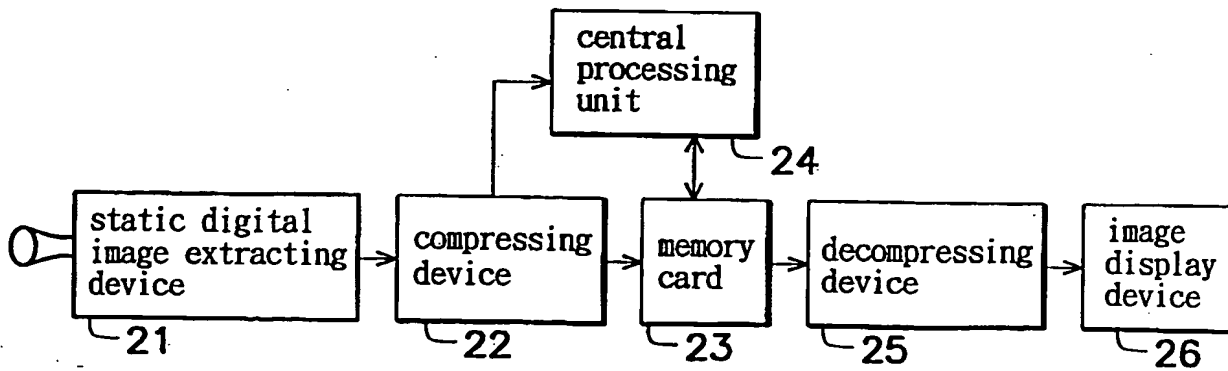 central
processing
unit
24
static digital
image extracting
device
21
compressing
device
22
memory
card
23
decompressing
device
25
image
display
device
26